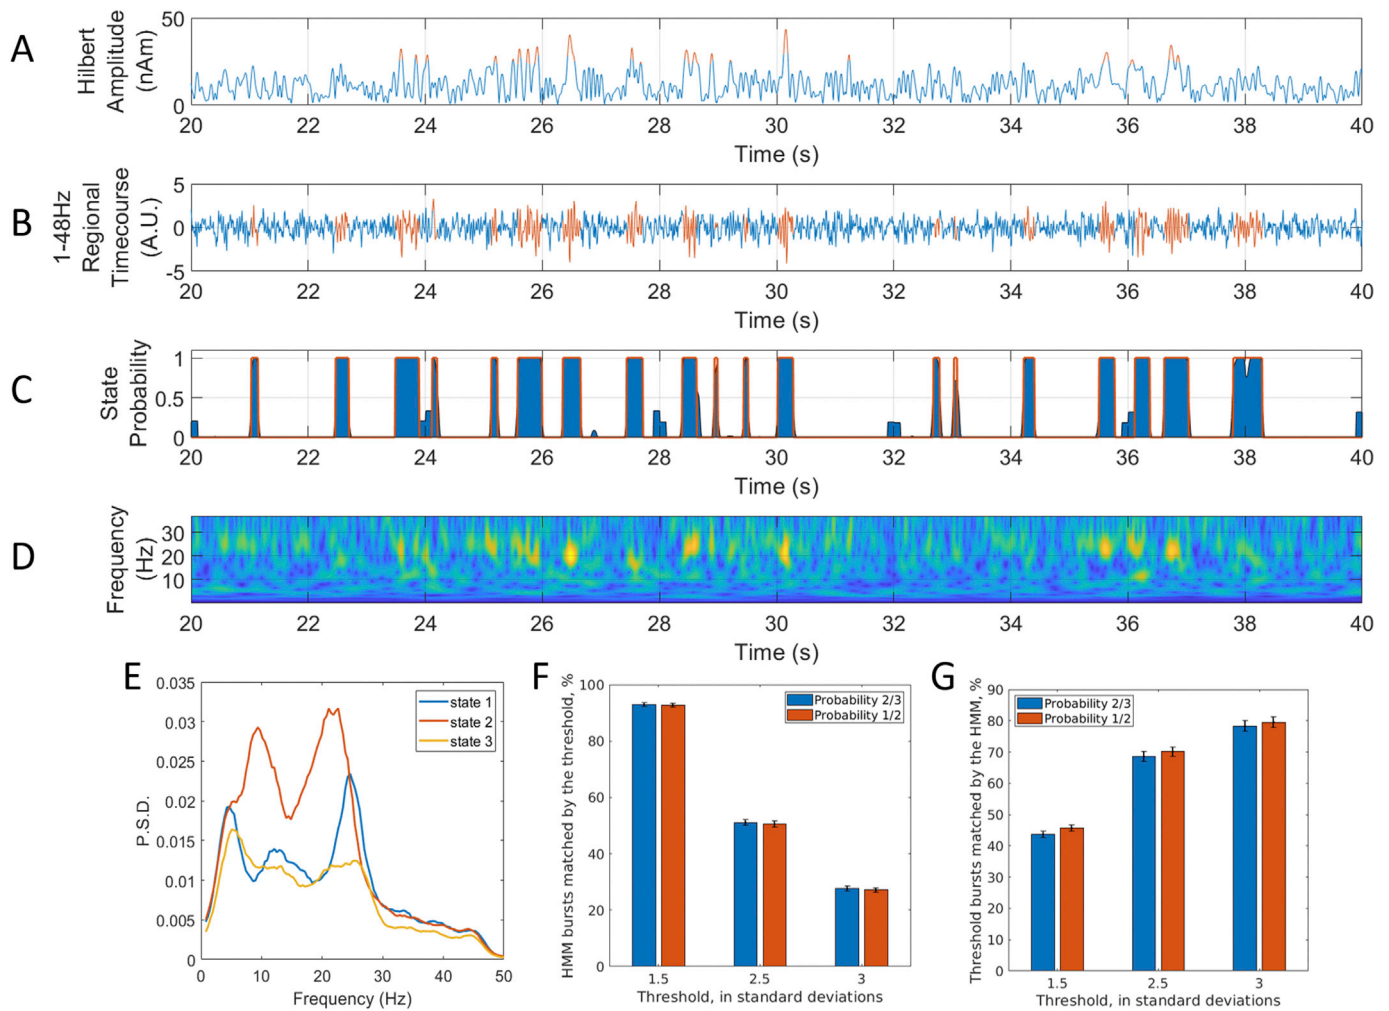 A
Hilbert
Amplitude
(nAm)
50
0
20 22 24 26 28 30 32 34 36 38 40
Time (s)
B
1-48Hz
Regional
Timecourse
(A.U.)
5
0
-5
20 22 24 26 28 30 32 34 36 38 40
Time (s)
C
State
Probability
1
0.5
0
20 22 24 26 28 30 32 34 36 38 40
Time (s)
D
Frequency
(Hz)
30
20
10
20 22 24 26 28 30 32 34 36 38 40
Time (s)
E
P.S.D.
0.035
0.03
0.025
0.02
0.015
0.01
0.005
0
state 1
state 2
state 3
0 10 20 30 40 50
Frequency (Hz)
F
HMM bursts matched by the threshold, %
100
80
60
40
20
0
Probability 2/3
Probability 1/2
1.5 2.5 3
Threshold, in standard deviations
G
Threshold bursts matched by the HMM, %
90
80
70
60
50
40
30
20
10
0
Probability 2/3
Probability 1/2
1.5 2.5 3
Threshold, in standard deviations